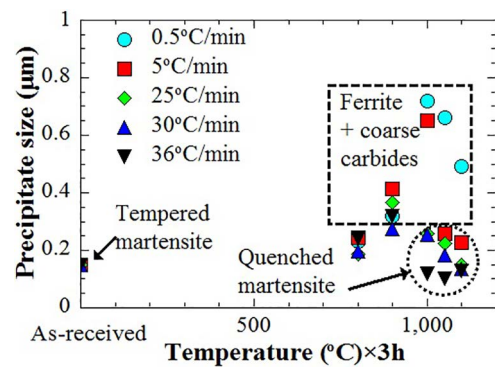 1
0.8
0.6
0.4
0.2
0
Precipitate size (μm)
0.5°C/min
5°C/min
25°C/min
30°C/min
36°C/min
Ferrite
+ coarse
carbides
Tempered
martensite
Quenched
martensite
As-received
500
1,000
Temperature (°C)×3h